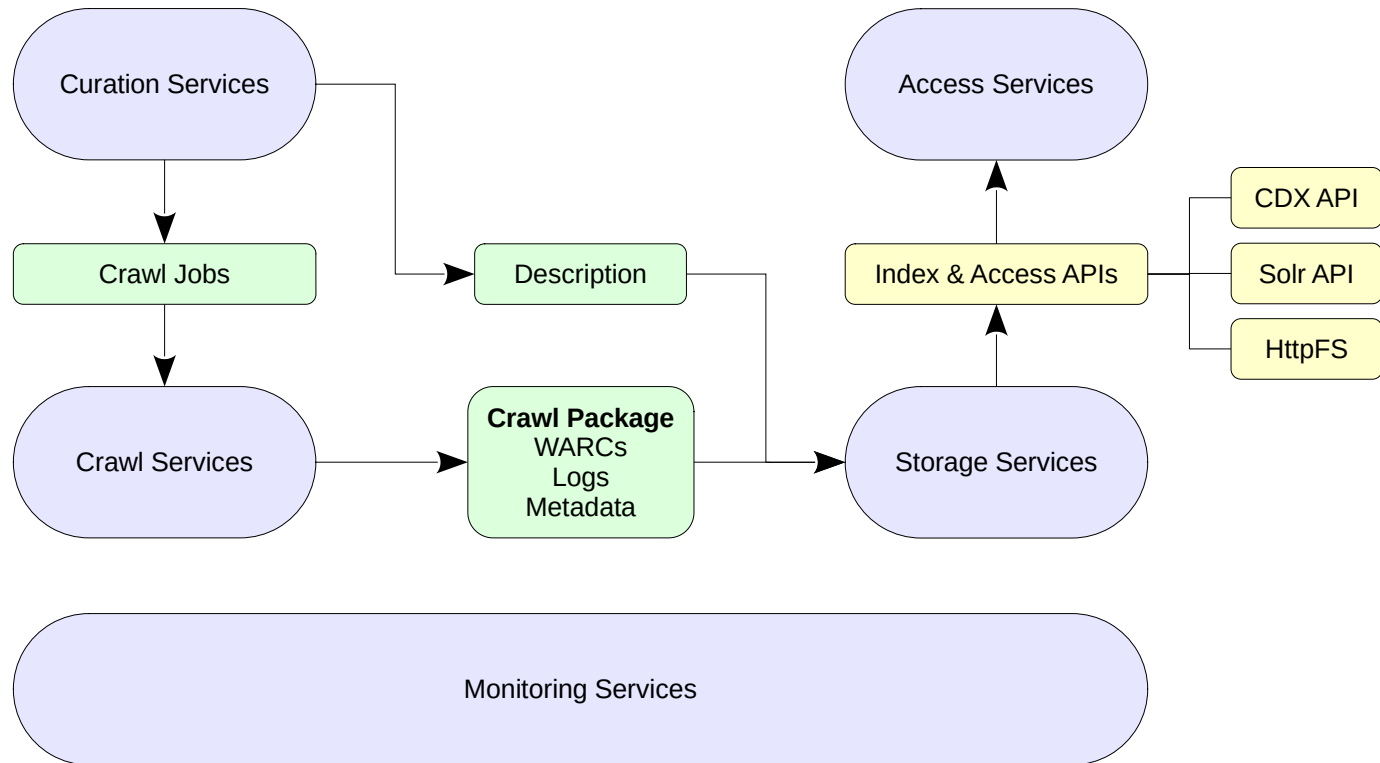 Curation Services
Access Services
CDX API
Crawl Jobs
Description
Index & Access APIs
Solr API
HttpFS
Crawl Package
WARCs
Logs
Metadata
Crawl Services
Storage Services
Monitoring Services